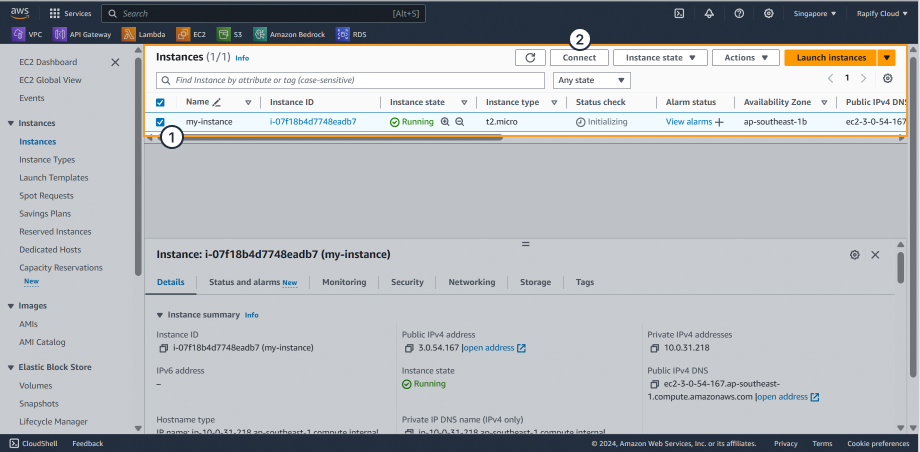 aws Services Search [Alt+S] Singapore Rapify Cloud
VPC API Gateway Lambda EC2 S3 Amazon Bedrock RDS
EC2 Dashboard
EC2 Global View
Events
Instances
Instances
Instance Types
Launch Templates
Spot Requests
Savings Plans
Reserved Instances
Dedicated Hosts
Capacity Reservations
New
Images
AMIs
AMI Catalog
Elastic Block Store
Volumes
Snapshots
Lifecycle Manager
2
Instances (1/1) Info Connect Instance state Actions Launch instances
Find Instance by attribute or tag (case-sensitive) Any state 1
Name Instance ID Instance state Instance type Status check Alarm status Availability Zone Public IPv4 DNS
my-instance i-07f18b4d7748eadb7 Running t2.micro Initializing View alarms ap-southeast-1b ec2-3-0-54-167
1
Instance: i-07f18b4d7748eadb7 (my-instance)
Details Status and alarms New Monitoring Security Networking Storage Tags
Instance summary Info
Instance ID Public IPv4 address Private IPv4 addresses
i-07f18b4d7748eadb7 (my-instance) 3.0.54.167 |open address 10.0.31.218
IPv6 address Instance state Public IPv4 DNS
– Running ec2-3-0-54-167.ap-southeast-
1.compute.amazonaws.com |open address
Hostname type Private IP DNS name (IPv4 only)
IP name: ip-10-0-31-218.ap-southeast-1.compute.internal ip-10-0-31-218.ap-southeast-1.compute.internal
CloudShell Feedback © 2024, Amazon Web Services, Inc. or its affiliates. Privacy Terms Cookie preferences